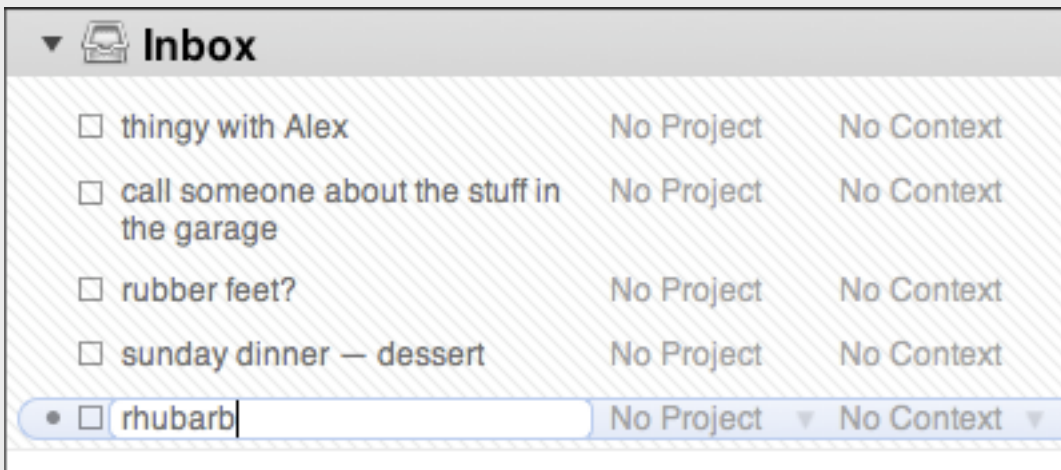 Inbox
thingy with Alex No Project No Context
call someone about the stuff in No Project No Context
the garage
rubber feet? No Project No Context
sunday dinner — dessert No Project No Context
rhubarb No Project No Context